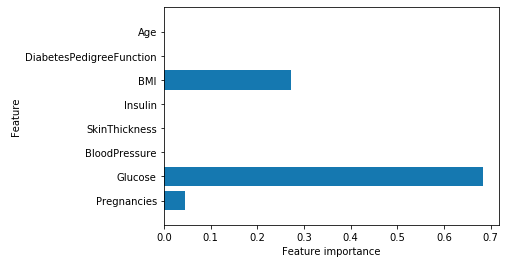 Age
DiabetesPedigreeFunction
BMI
Insulin
SkinThickness
BloodPressure
Glucose
Pregnancies
Feature
0.0 0.1 0.2 0.3 0.4 0.5 0.6 0.7
Feature importance